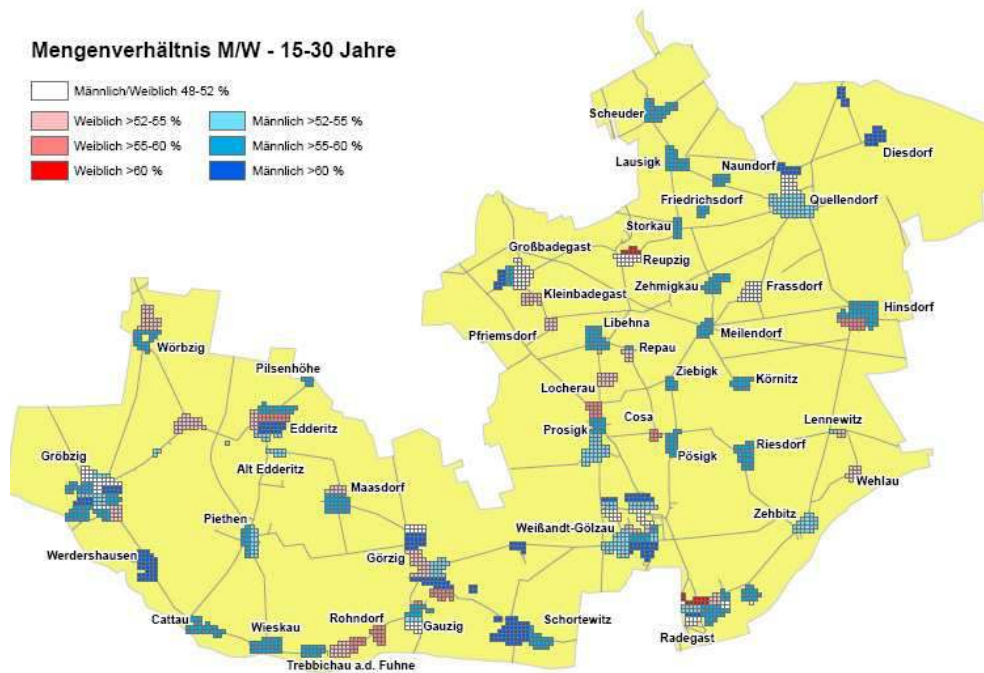 Mengenverhältnis M/W - 15-30 Jahre
Männlich/Weiblich 48-52 %
Weiblich >52-55 %
Männlich >52-55 %
Weiblich >55-60 %
Männlich >55-60 %
Weiblich >60 %
Männlich >60 %
Scheuder
Diesdorf
Lausigk
Naundorf
Friedrichsdorf
Quellendorf
Storkau
Großbadegast
Reupzig
Zehmigkau
Frassdorf
Kleinbadegast
Hinsdorf
Pfriemsdorf
Libehna
Meilendorf
Wörbzig
Repau
Pilsenhöhe
Ziebigk
Körnitz
Locherau
Cosa
Lennewitz
Edderitz
Prosigk
Gröbzig
Pösigk
Riesdorf
Alt Edderitz
Wehlau
Maasdorf
Zehbitz
Piethen
Weißandt-Gölzau
Werdershausen
Görzig
Cattau
Wieskau
Rohndorf
Gauzig
Schortewitz
Radegast
Trebbichau a.d. Fuhne